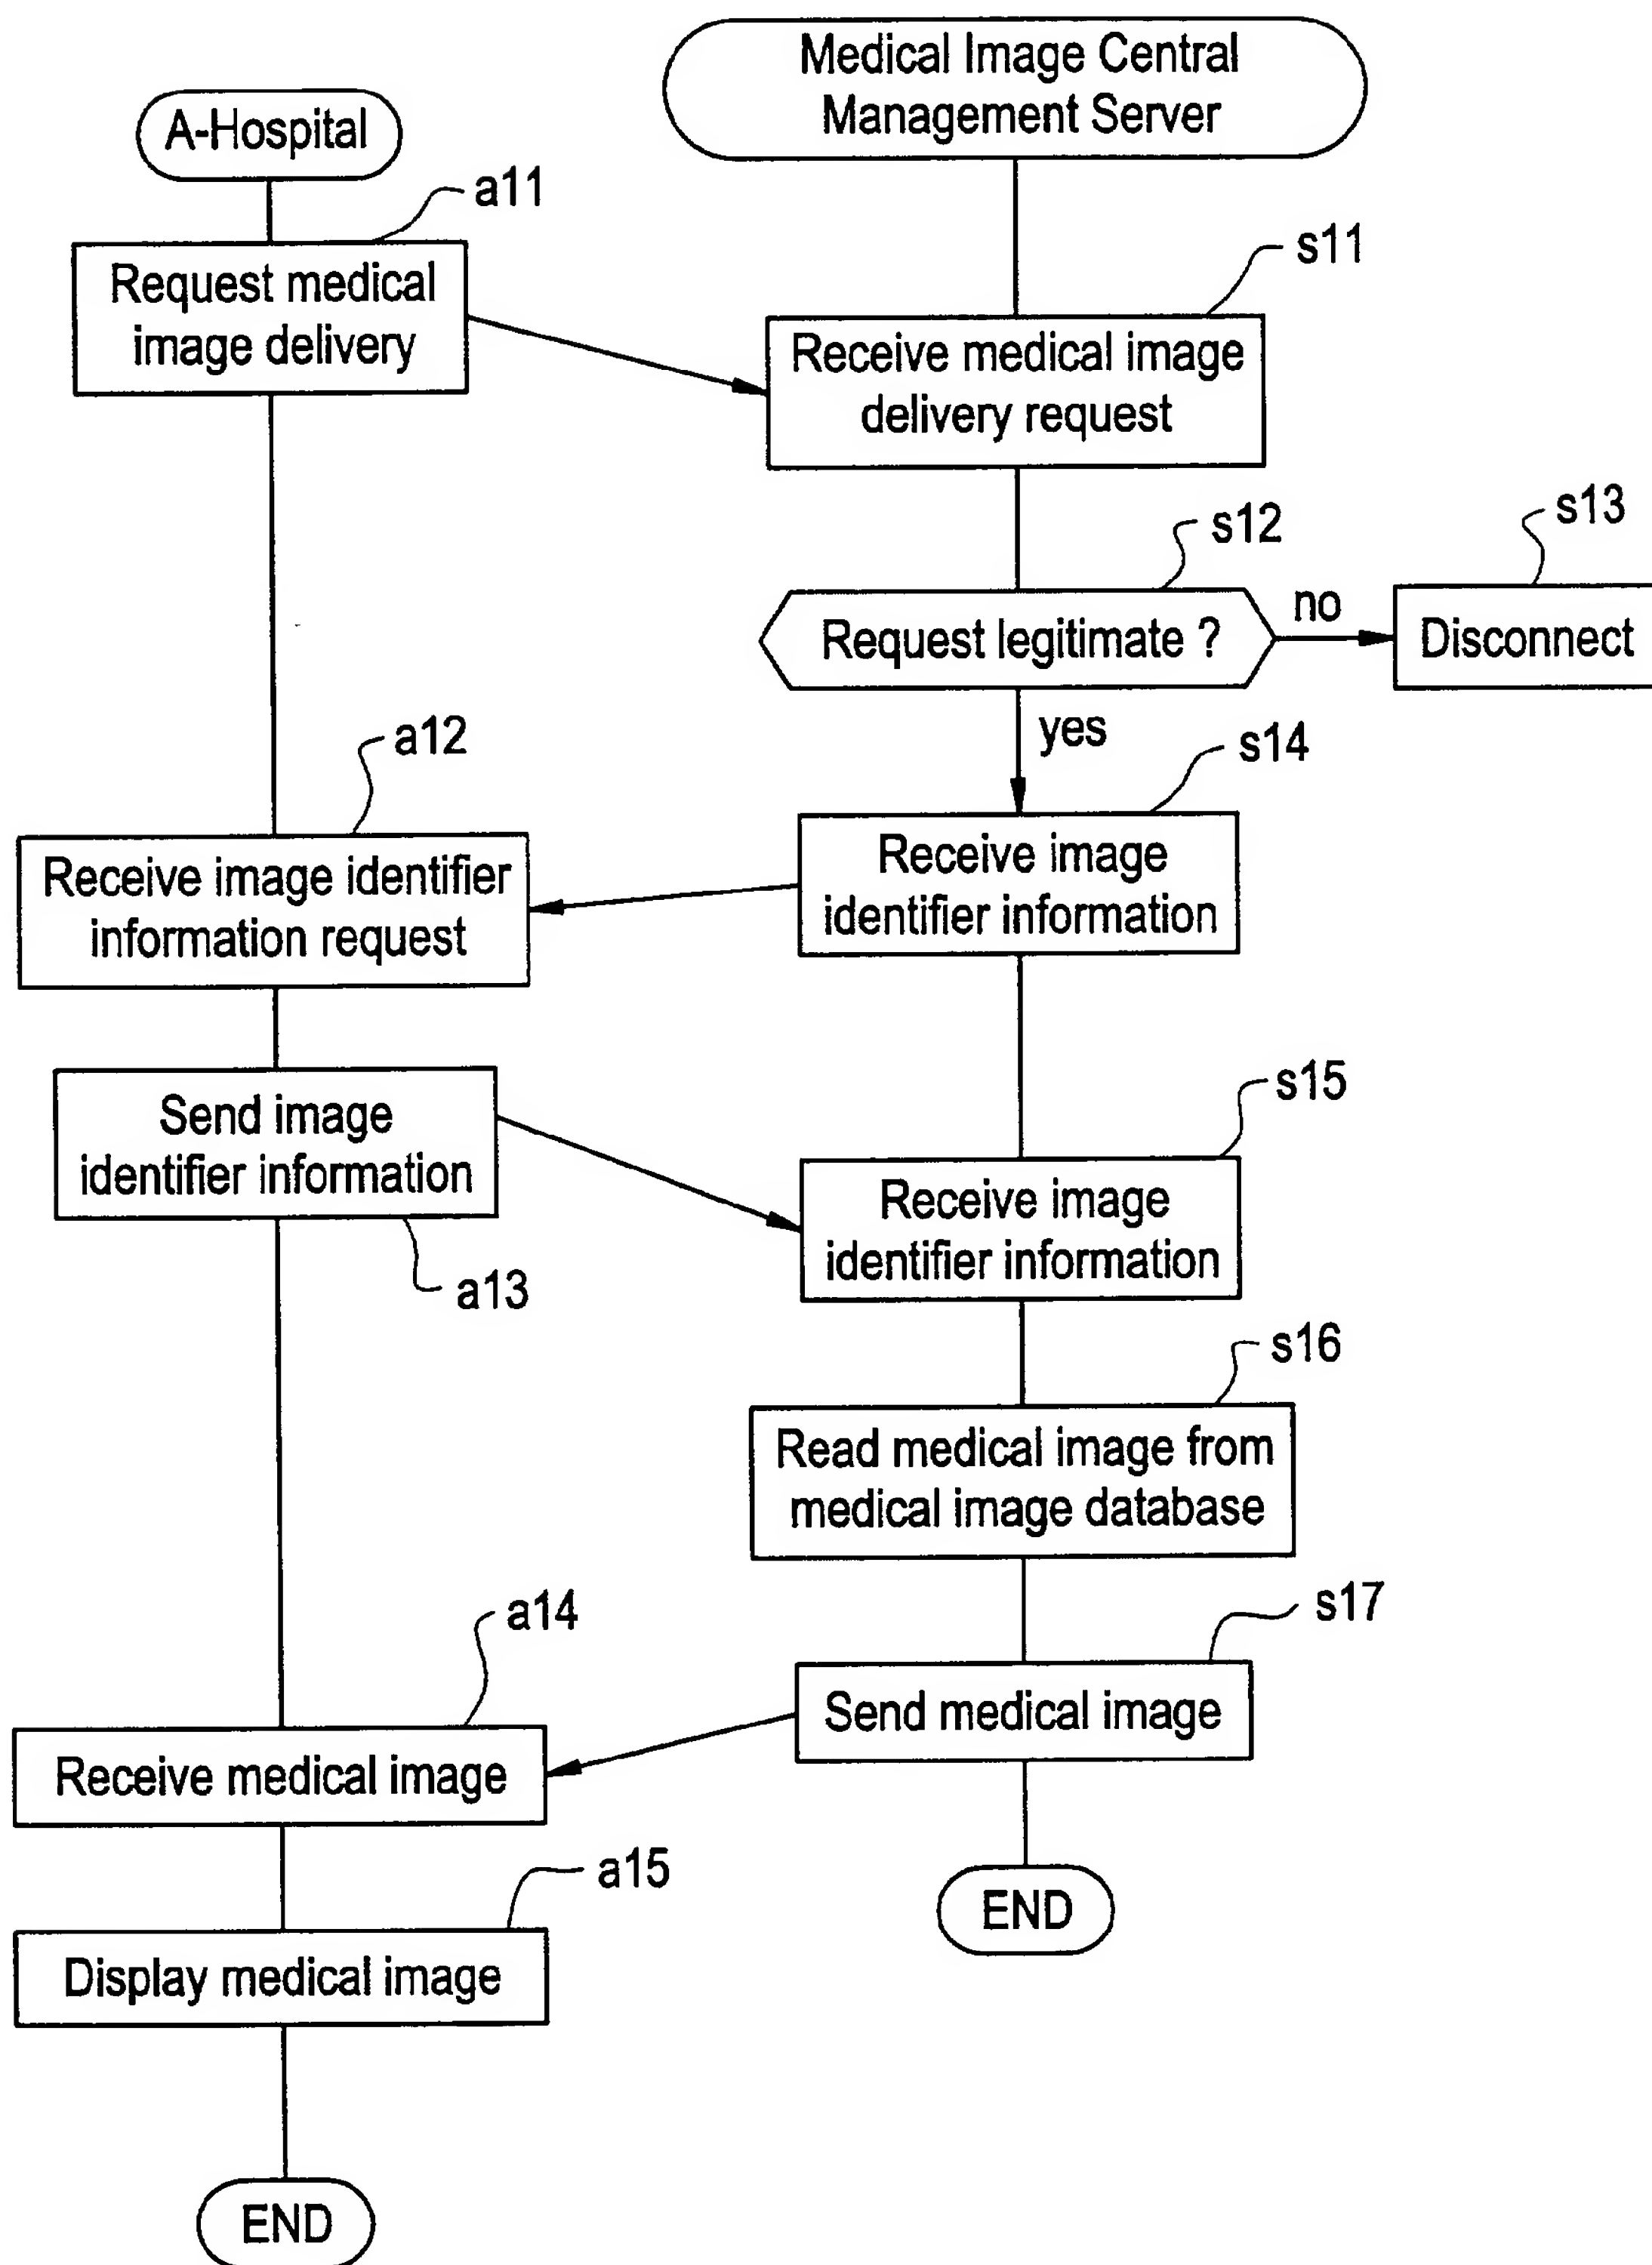 Medical Image Central
Management Server
A-Hospital
a11
Request medical
image delivery
s11
Receive medical image
delivery request
s12
s13
Request legitimate ?
no
Disconnect
yes
a12
s14
Receive image identifier
information request
Receive image
identifier information
Send image
identifier information
a13
s15
Receive image
identifier information
s16
Read medical image from
medical image database
a14
s17
Receive medical image
Send medical image
a15
Display medical image
END
END